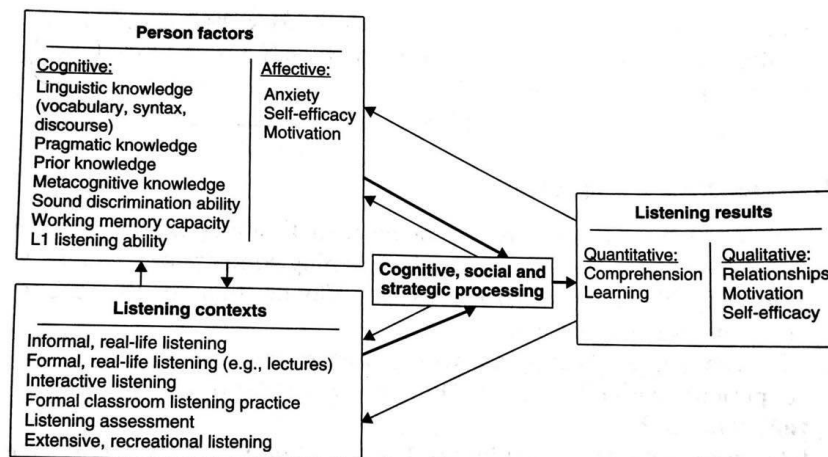 Person factors
Cognitive:
Linguistic knowledge
(vocabulary, syntax,
discourse)
Pragmatic knowledge
Prior knowledge
Metacognitive knowledge
Sound discrimination ability
Working memory capacity
L1 listening ability
Affective:
Anxiety
Self-efficacy
Motivation
Cognitive, social and
strategic processing
Listening results
Quantitative:
Comprehension
Learning
Qualitative:
Relationships
Motivation
Self-efficacy
Listening contexts
Informal, real-life listening
Formal, real-life listening (e.g., lectures)
Interactive listening
Formal classroom listening practice
Listening assessment
Extensive, recreational listening